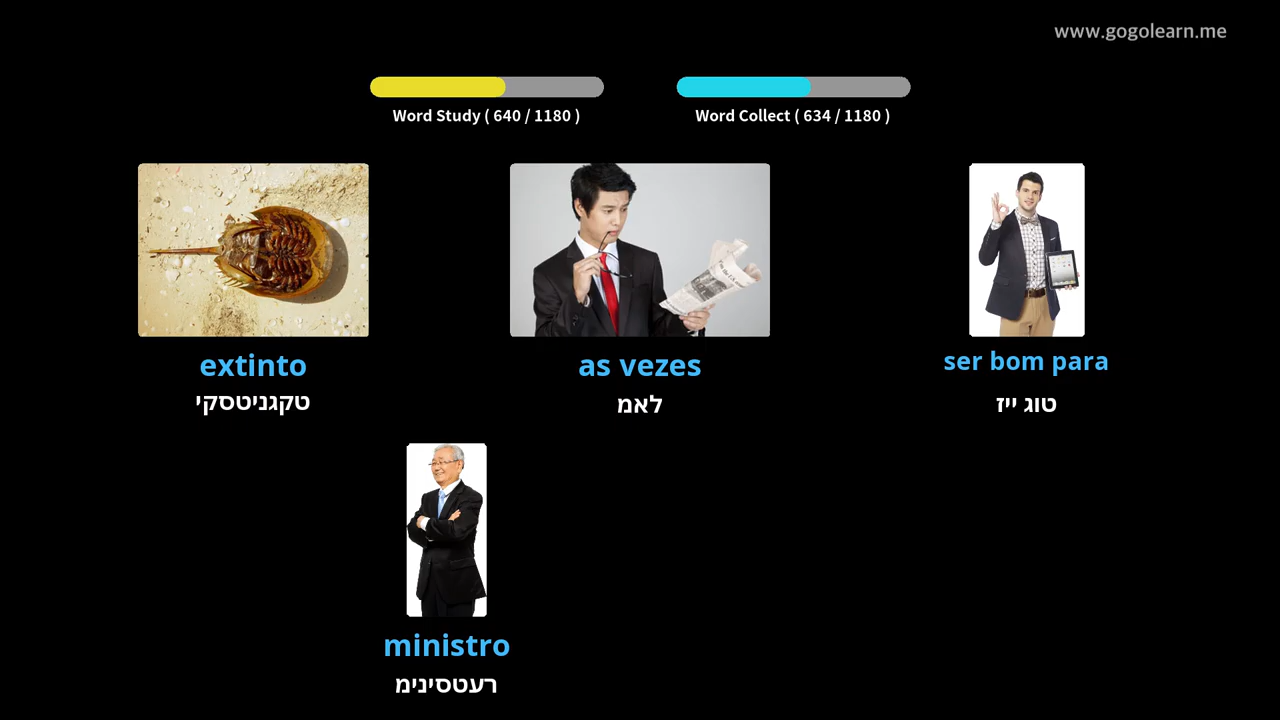 www.gogolearn.me
Word Study ( 640 / 1180 )
Word Collect ( 634 / 1180 )
extinto
טקגניטסקי
as vezes
לאמ
ser bom para
טוג ייז
ministro
רעטסינימ